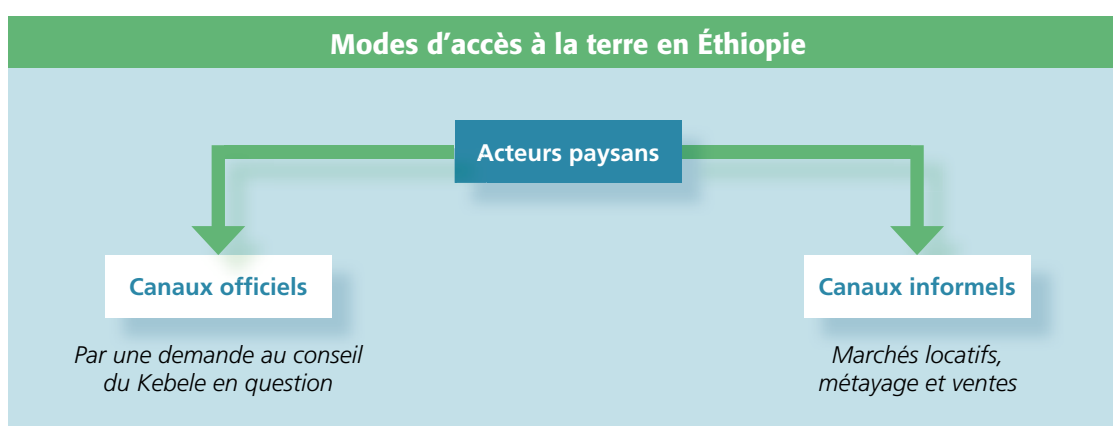 Modes d’accès à la terre en Éthiopie
Acteurs paysans
Canaux officiels
Par une demande au conseil
du Kebele en question
Canaux informels
Marchés locatifs,
métayage et ventes